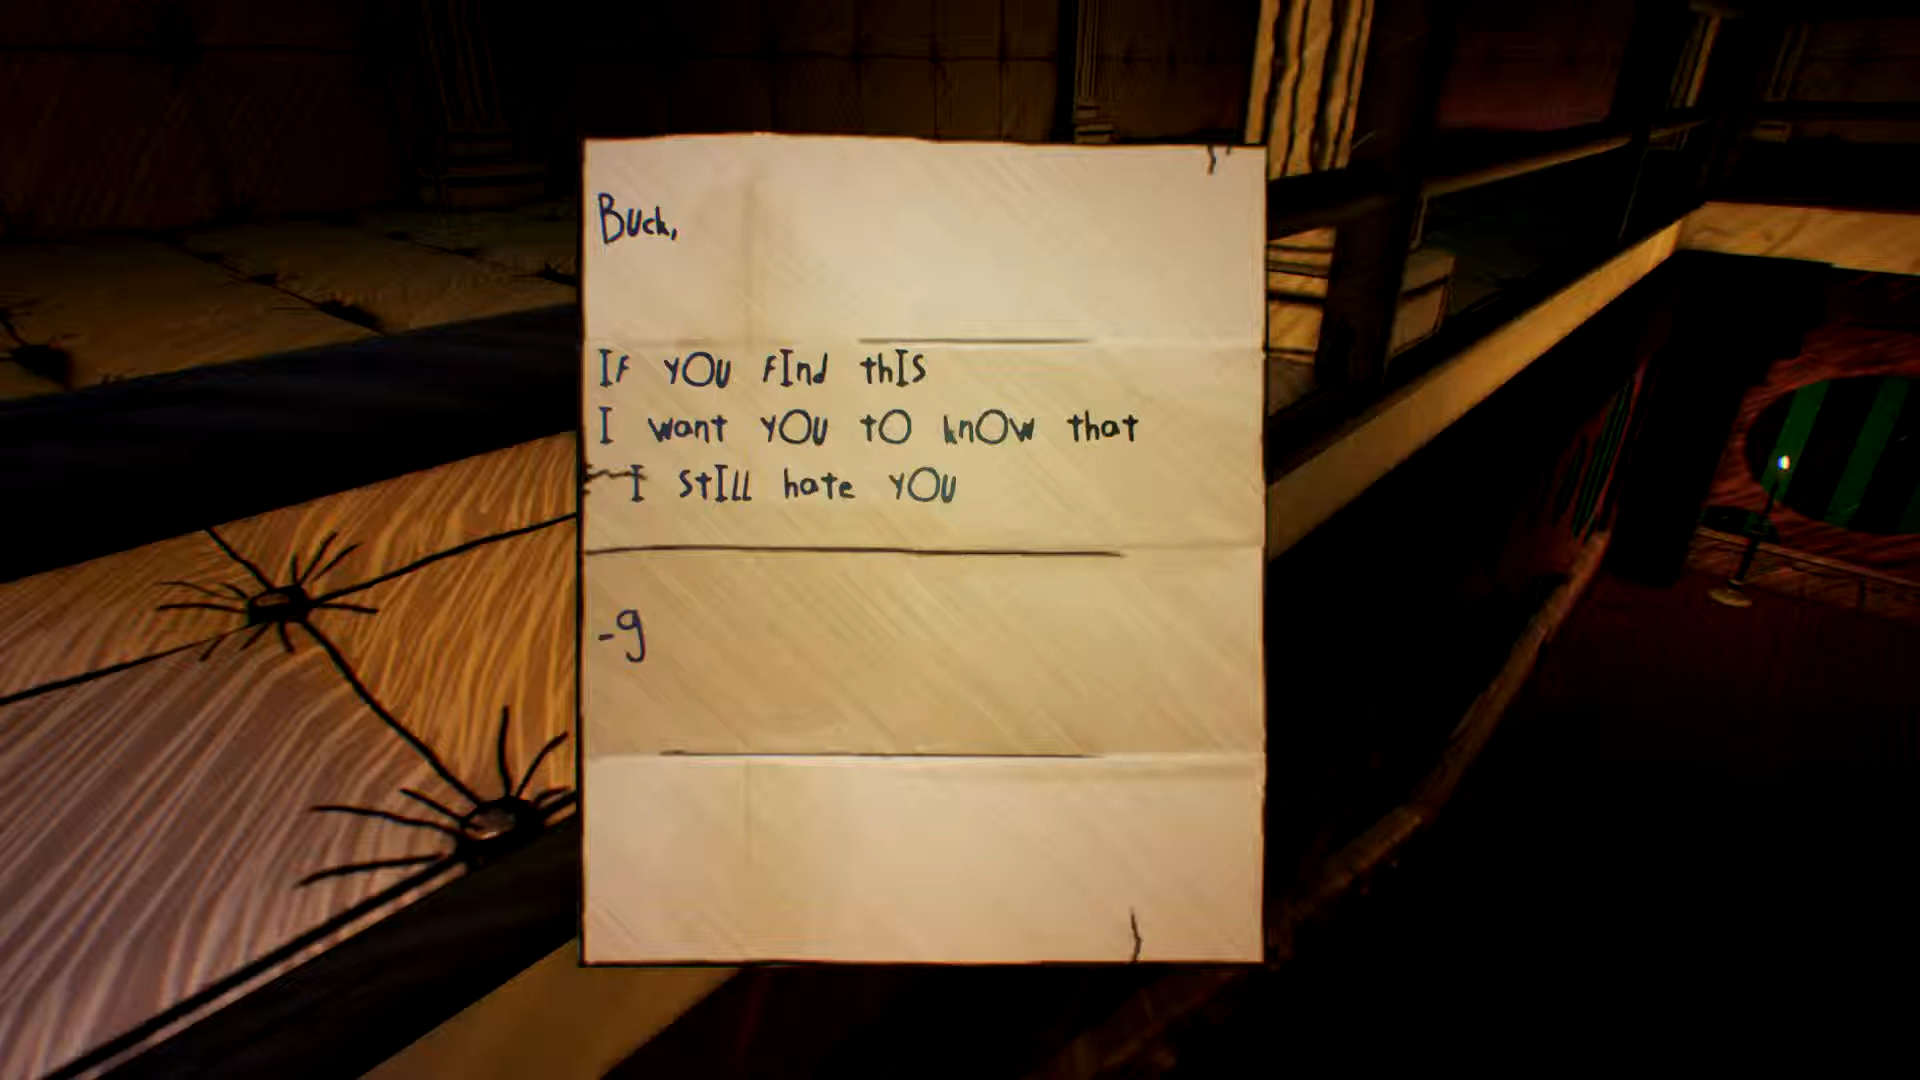 Buck,
If you find this
I want you to know that
I still hate you
-g